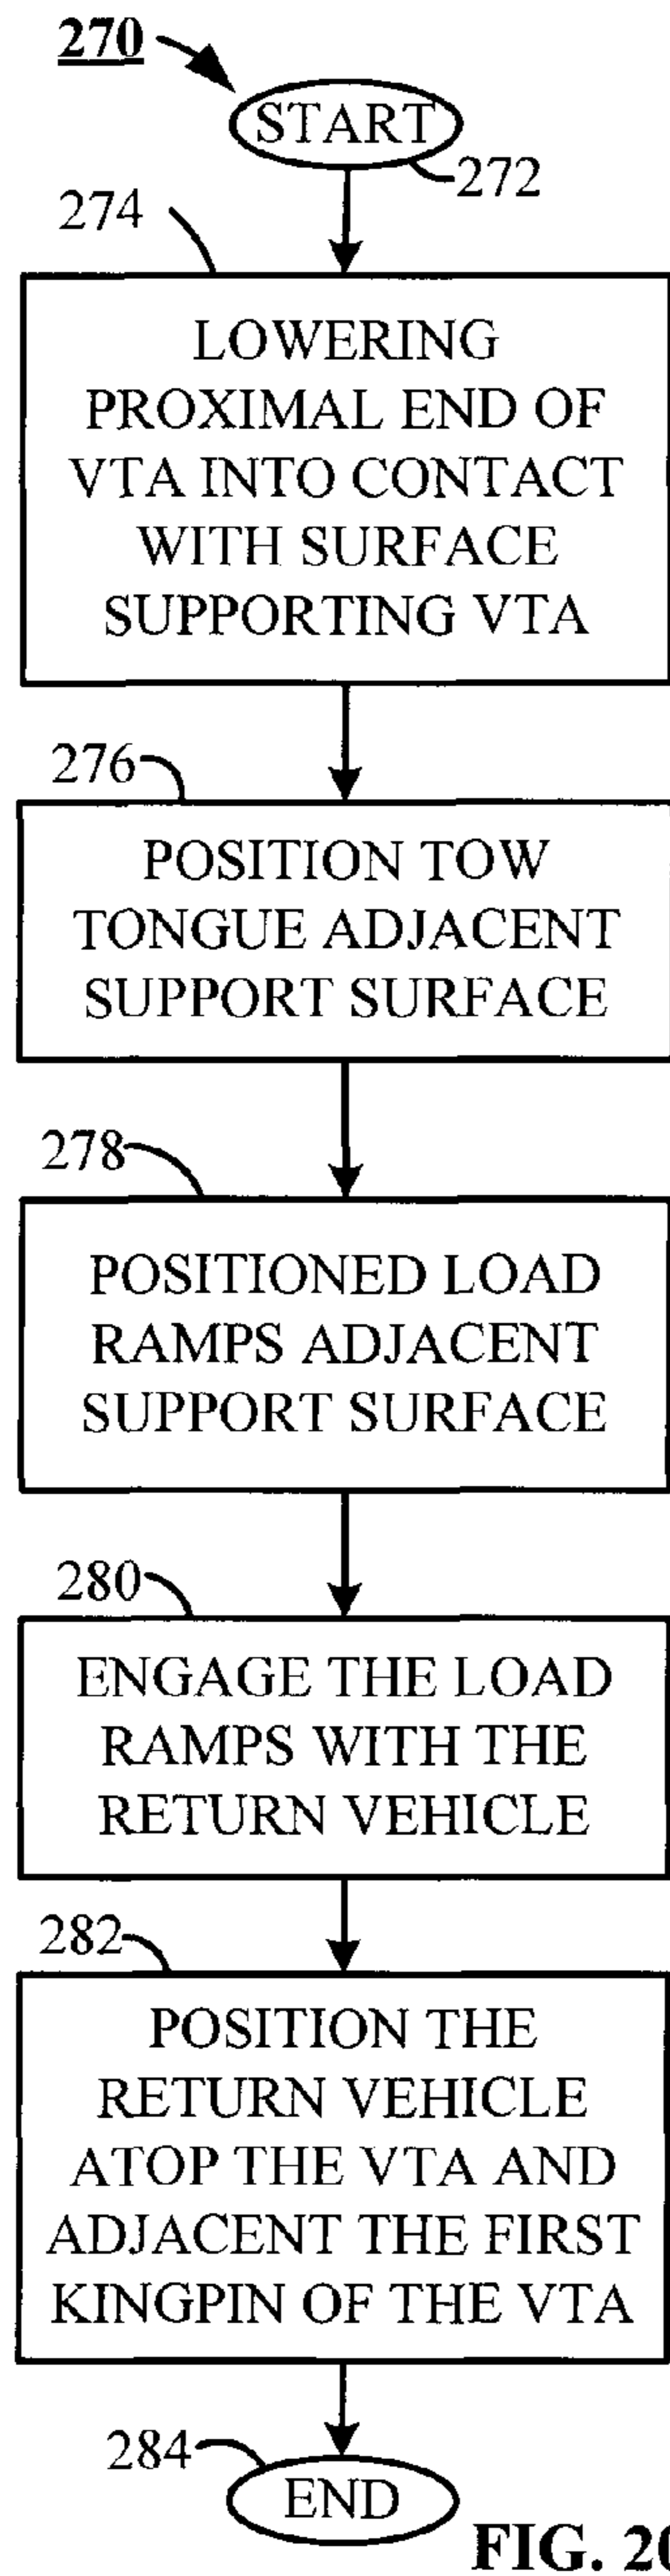 270
START
272
274
LOWERING
PROXIMAL END OF
VTA INTO CONTACT
WITH SURFACE
SUPPORTING VTA
276
POSITION TOW
TONGUE ADJACENT
SUPPORT SURFACE
278
POSITIONED LOAD
RAMPS ADJACENT
SUPPORT SURFACE
280
ENGAGE THE LOAD
RAMPS WITH THE
RETURN VEHICLE
282
POSITION THE
RETURN VEHICLE
ATOP THE VTA AND
ADJACENT THE FIRST
KINGPIN OF THE VTA
284
END
FIG. 20